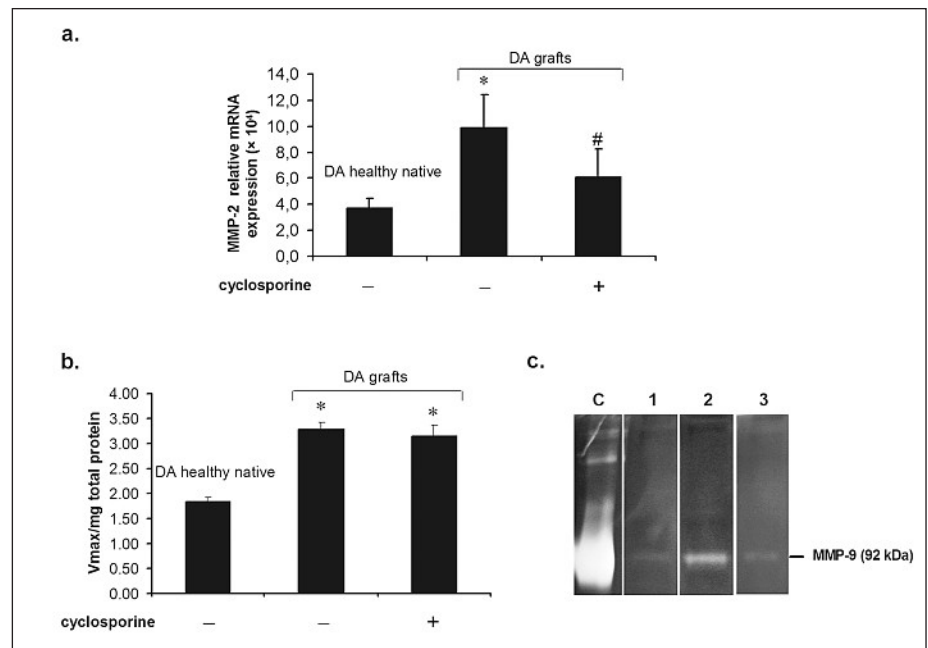 a.
DA grafts
MMP-2 relative mRNA
expression (× 10⁴)
14,0
12,0
10,0
8,0
6,0
4,0
2,0
0,0
DA healthy native
*
#
cyclosporine – – +
b.
DA grafts
Vmax/mg total protein
4.00
3.50
3.00
2.50
2.00
1.50
1.00
0.50
0.00
DA healthy native
* *
cyclosporine – – +
c.
C 1 2 3
MMP-9 (92 kDa)